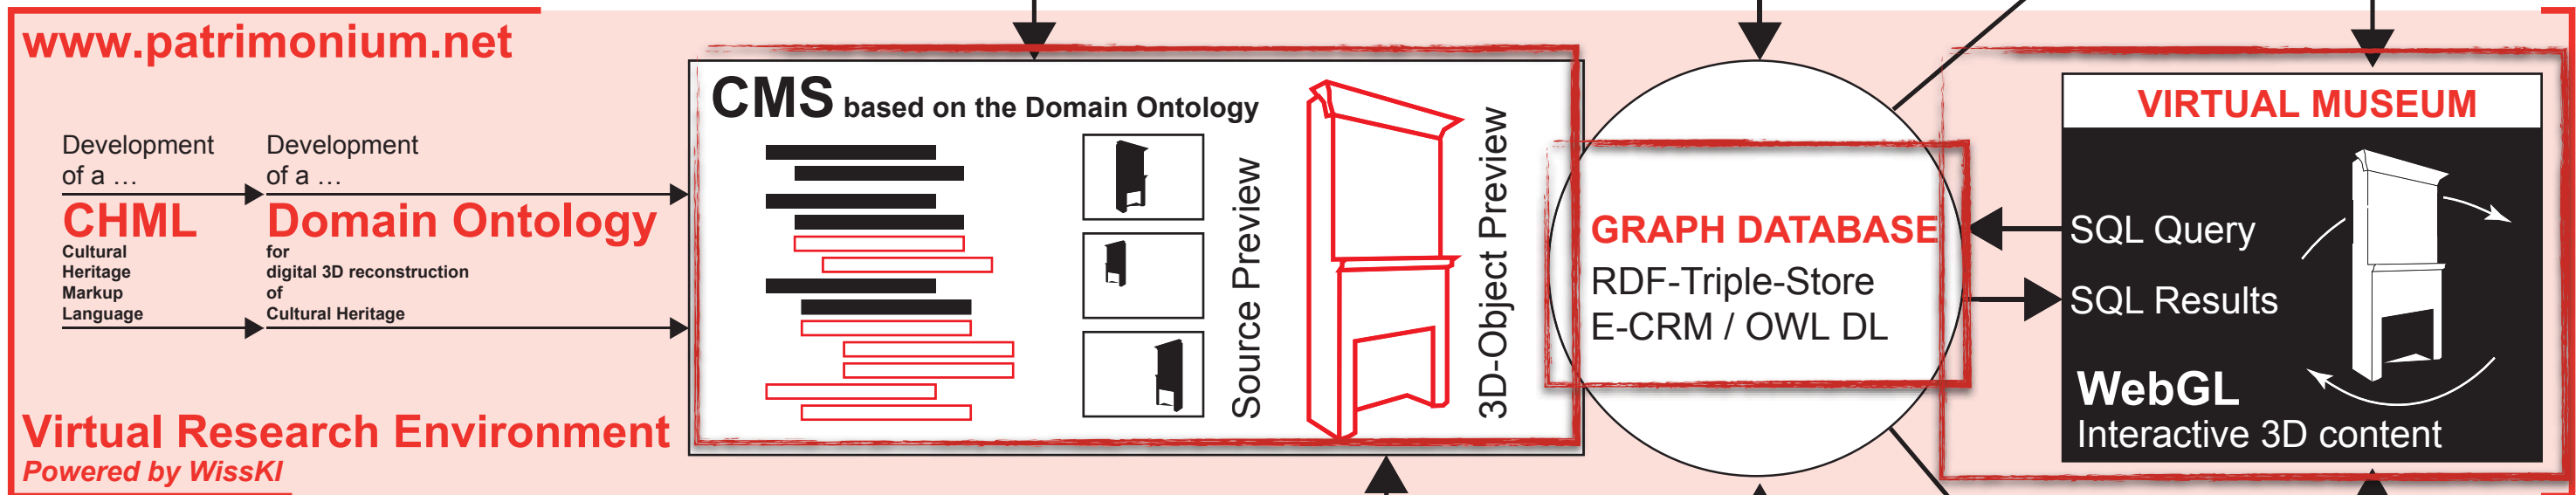 www.patrimonium.net
Development
of a ...
CHML
Cultural
Heritage
Markup
Language
Development
of a ...
Domain Ontology
for
digital 3D reconstruction
of
Cultural Heritage
Virtual Research Environment
Powered by WissKI
CMS based on the Domain Ontology
Source Preview
3D-Object Preview
GRAPH DATABASE
RDF-Triple-Store
E-CRM / OWL DL
VIRTUAL MUSEUM
SQL Query
SQL Results
WebGL
Interactive 3D content